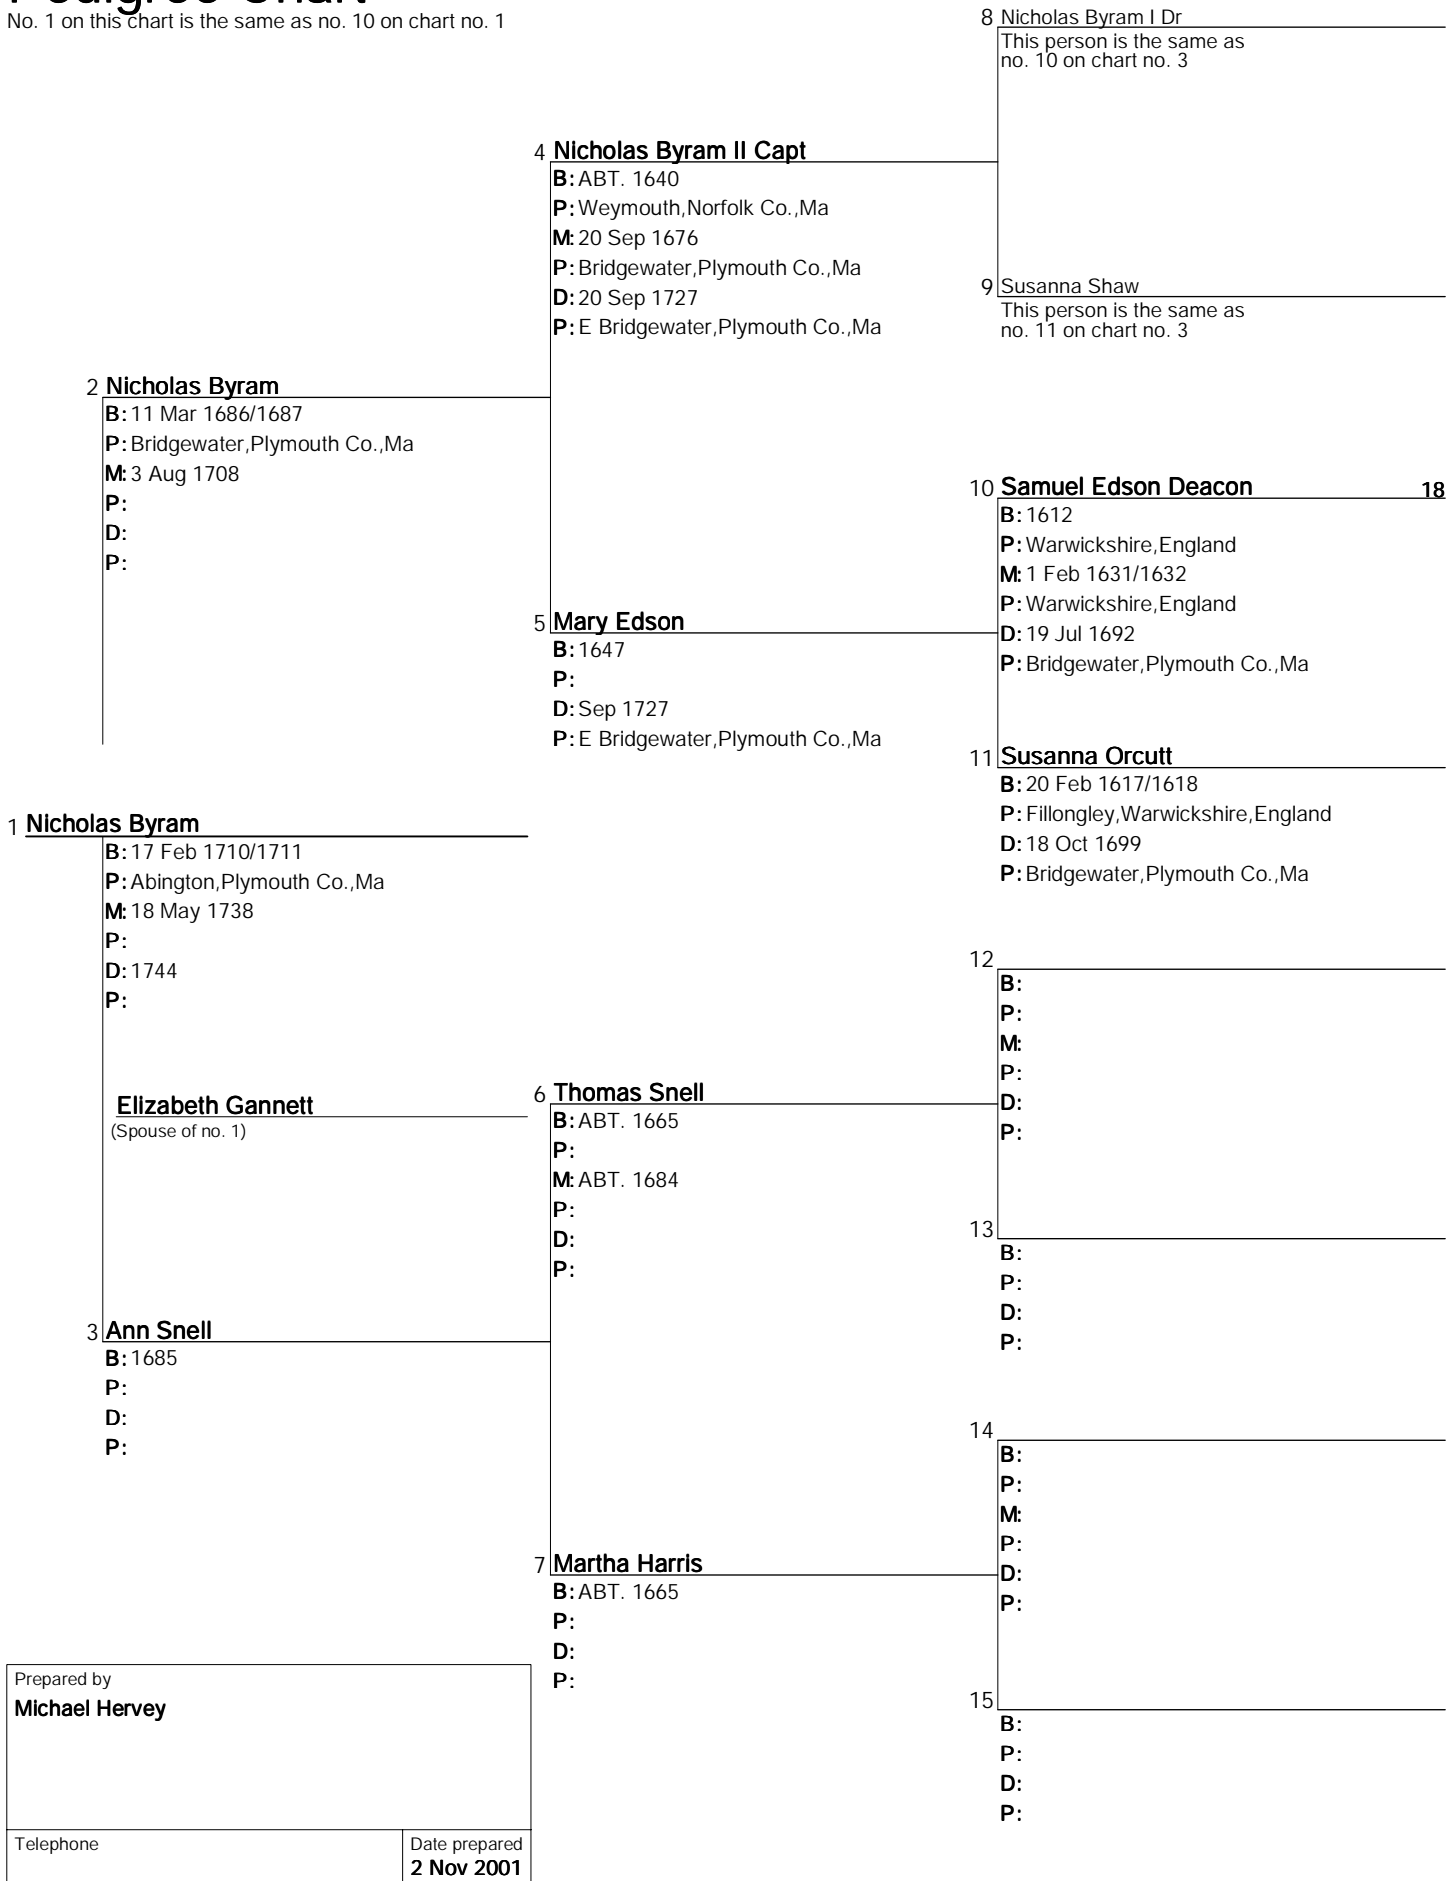 Pedigree Chart
No. 1 on this chart is the same as no. 10 on chart no. 1
8 Nicholas Byram I Dr
This person is the same as
no. 10 on chart no. 3
4 Nicholas Byram II Capt
B: ABT. 1640
P: Weymouth,Norfolk Co.,Ma
M: 20 Sep 1676
P: Bridgewater,Plymouth Co.,Ma
D: 20 Sep 1727
P: E Bridgewater,Plymouth Co.,Ma
9 Susanna Shaw
This person is the same as
no. 11 on chart no. 3
2 Nicholas Byram
B: 11 Mar 1686/1687
P: Bridgewater,Plymouth Co.,Ma
M: 3 Aug 1708
P:
D:
P:
10 Samuel Edson Deacon 18
B: 1612
P: Warwickshire,England
M: 1 Feb 1631/1632
P: Warwickshire,England
D: 19 Jul 1692
P: Bridgewater,Plymouth Co.,Ma
5 Mary Edson
B: 1647
P:
D: Sep 1727
P: E Bridgewater,Plymouth Co.,Ma
11 Susanna Orcutt
B: 20 Feb 1617/1618
P: Fillongley,Warwickshire,England
D: 18 Oct 1699
P: Bridgewater,Plymouth Co.,Ma
1 Nicholas Byram
B: 17 Feb 1710/1711
P: Abington,Plymouth Co.,Ma
M: 18 May 1738
P:
D: 1744
P:
Elizabeth Gannett
(Spouse of no. 1)
12
B:
P:
M:
P:
D:
P:
6 Thomas Snell
B: ABT. 1665
P:
M: ABT. 1684
P:
D:
P:
13
B:
P:
D:
P:
3 Ann Snell
B: 1685
P:
D:
P:
14
B:
P:
M:
P:
D:
P:
7 Martha Harris
B: ABT. 1665
P:
D:
P:
15
B:
P:
D:
P:
Prepared by
Michael Hervey
Telephone
Date prepared
2 Nov 2001